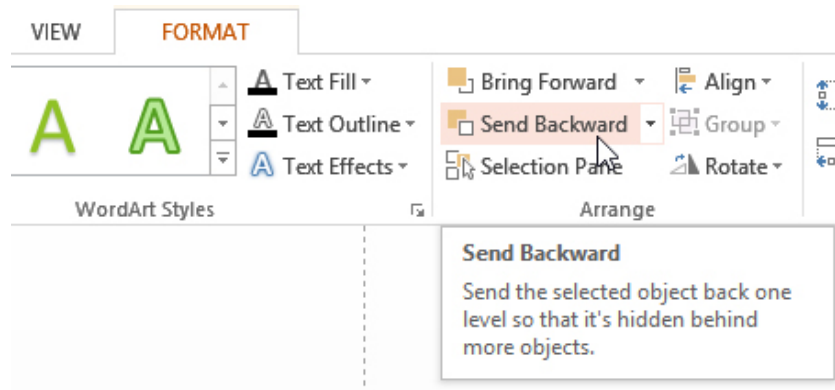 VIEW FORMAT
A A Text Fill Bring Forward Align
Text Outline Send Backward Group
Text Effects Selection Pane Rotate
WordArt Styles Arrange
Send Backward
Send the selected object back one
level so that it's hidden behind
more objects.